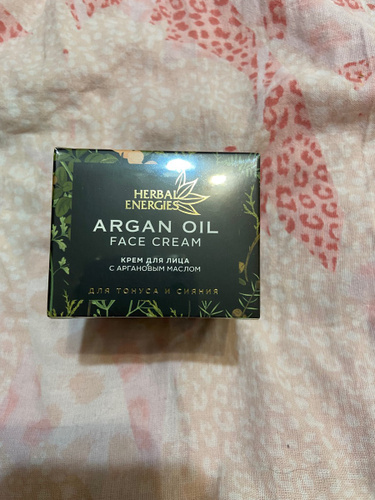 HERBAL
ENERGIES
ARGAN OIL
FACE CREAM
КРЕМ ДЛЯ ЛИЦА
С АРГАНОВЫМ МАСЛОМ
ДЛЯ ТОНУСА И СИЯНИЯ